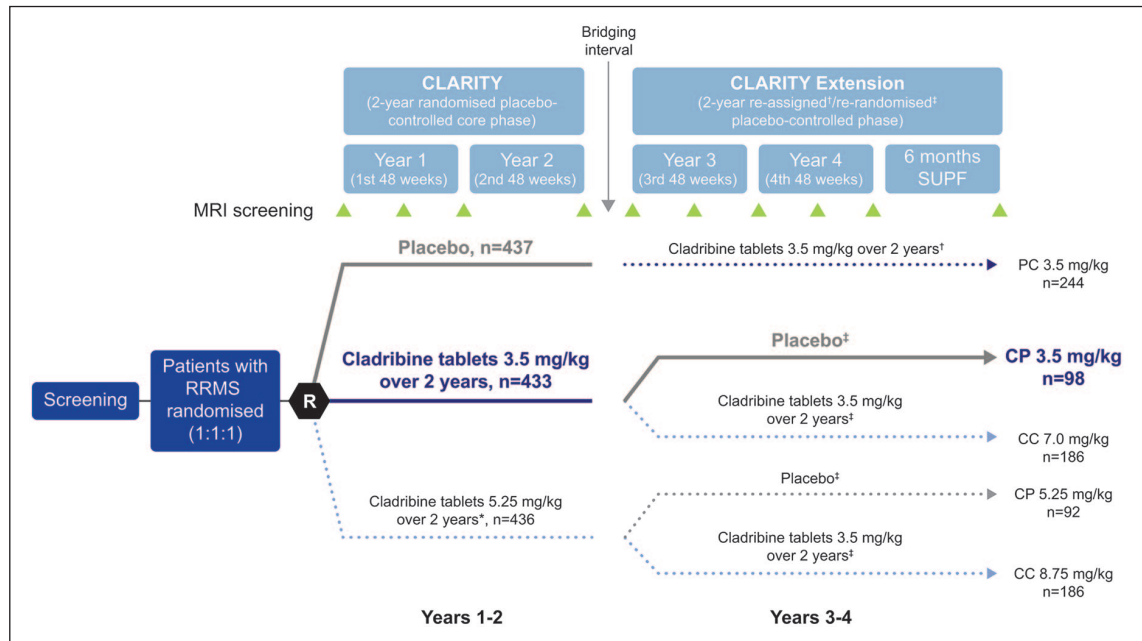 Bridging
interval
CLARITY
(2-year randomised placebo-
controlled core phase)
CLARITY Extension
(2-year re-assigned†/re-randomised‡
placebo-controlled phase)
Year 1
(1st 48 weeks)
Year 2
(2nd 48 weeks)
Year 3
(3rd 48 weeks)
Year 4
(4th 48 weeks)
6 months
SUPF
MRI screening
Placebo, n=437
Cladribine tablets 3.5 mg/kg over 2 years†
PC 3.5 mg/kg
n=244
Screening
Patients with
RRMS
randomised
(1:1:1)
R
Cladribine tablets 3.5 mg/kg
over 2 years, n=433
Placebo‡
CP 3.5 mg/kg
n=98
Cladribine tablets 3.5 mg/kg
over 2 years‡
CC 7.0 mg/kg
n=186
Cladribine tablets 5.25 mg/kg
over 2 years*, n=436
Placebo‡
CP 5.25 mg/kg
n=92
Cladribine tablets 3.5 mg/kg
over 2 years‡
CC 8.75 mg/kg
n=186
Years 1-2
Years 3-4